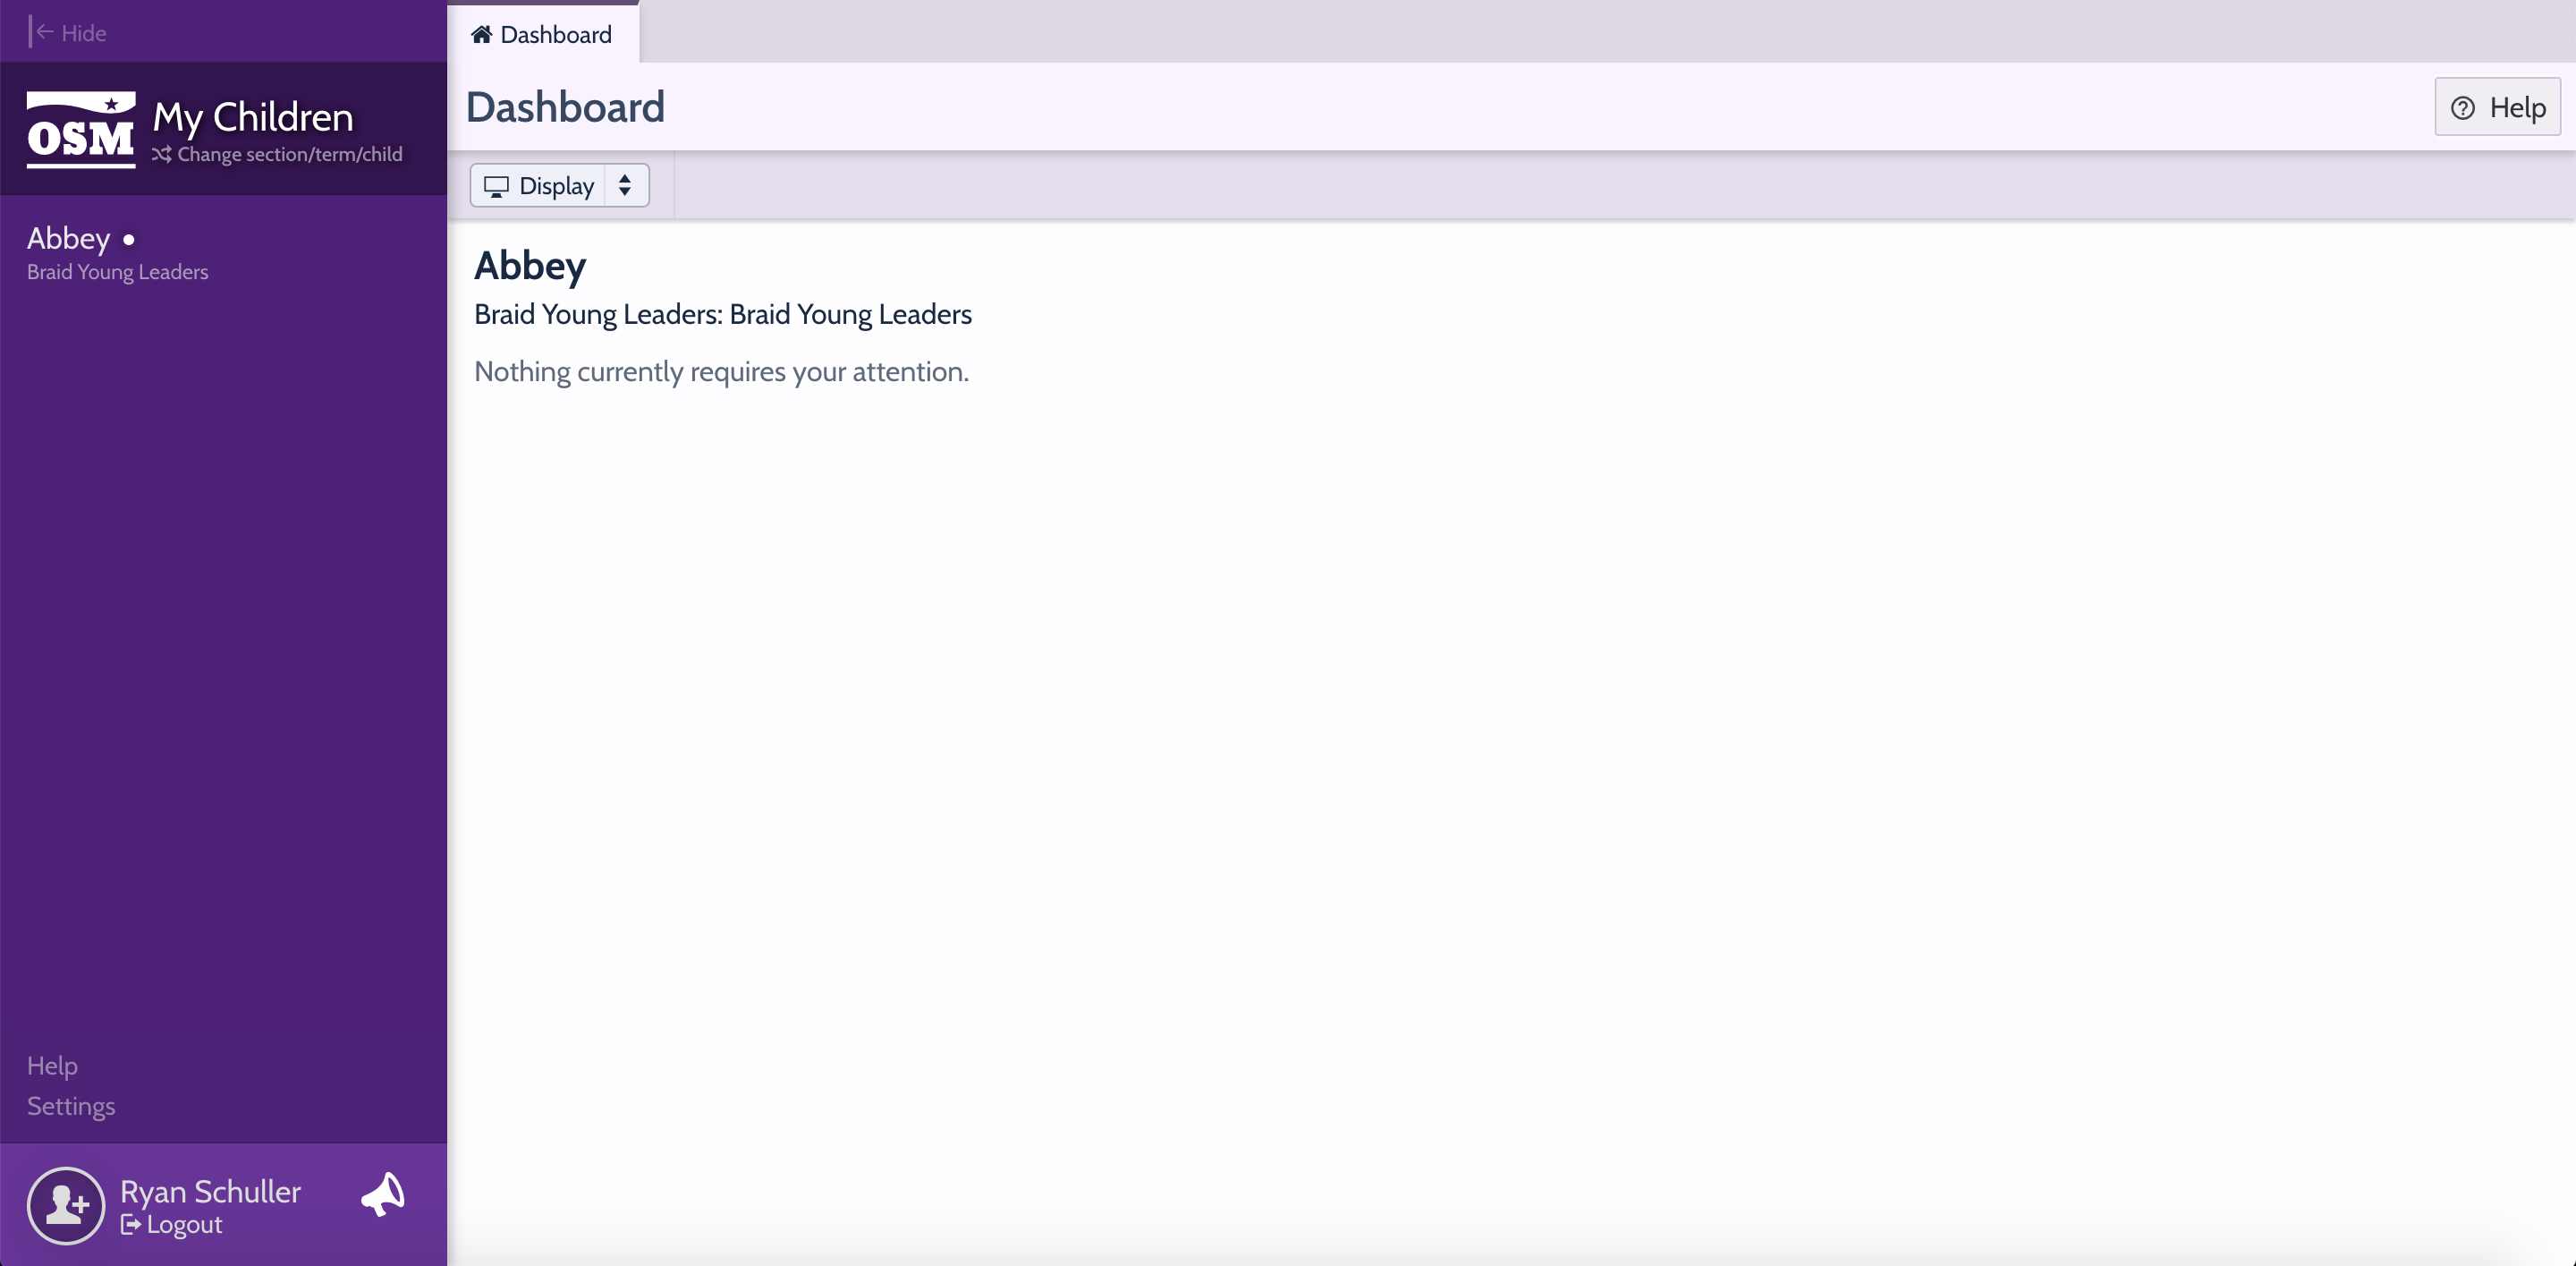 Hide
OSM
My Children
Change section/term/child
Abbey
Braid Young Leaders
Help
Settings
Ryan Schuller
Logout
Dashboard
Dashboard
Help
Display
Abbey
Braid Young Leaders: Braid Young Leaders
Nothing currently requires your attention.